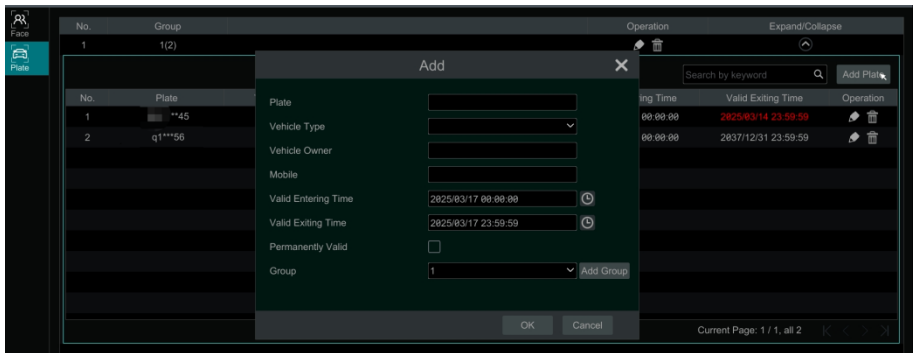 Face
Plate
No. Group Operation Expand/Collapse
1 1(2)
Add
Search by keyword Add Plate
No. Plate Time Valid Exiting Time Operation
1 **45 00:00:00 2025/03/14 23:59:59
2 q1***56 00:00:00 2037/12/31 23:59:59
Plate
Vehicle Type
Vehicle Owner
Mobile
Valid Entering Time 2025/03/17 00:00:00
Valid Exiting Time 2025/03/17 23:59:59
Permanently Valid
Group 1 Add Group
OK Cancel
Current Page: 1 / 1, all 2